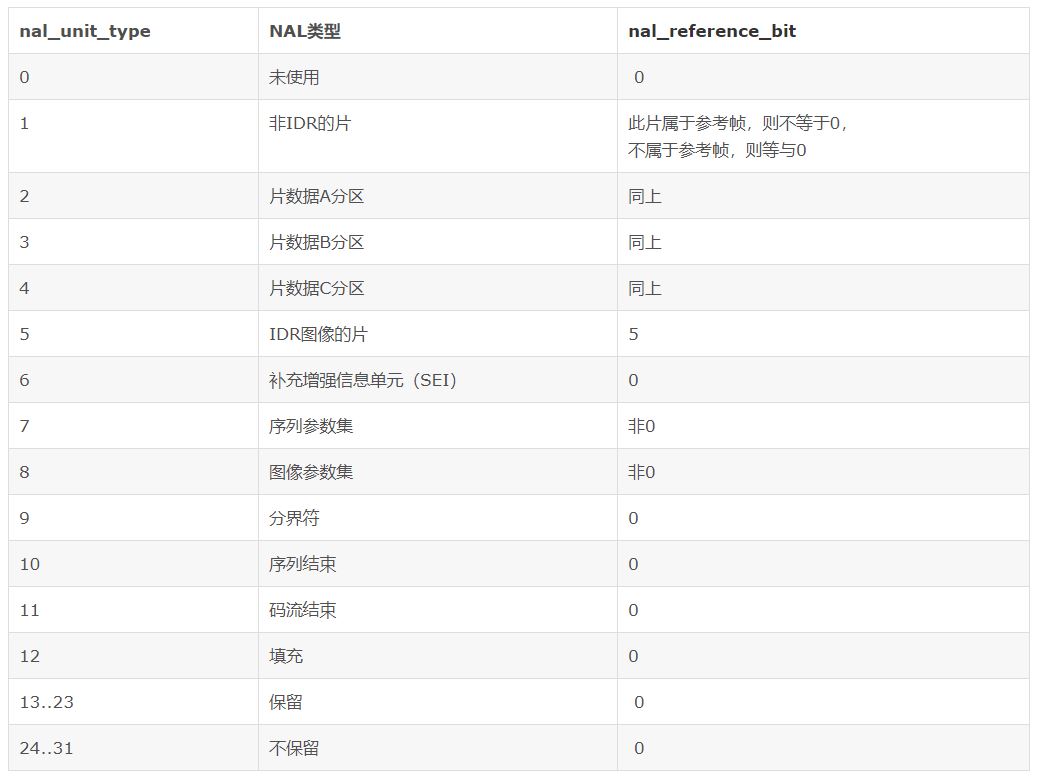 nal_unit_type NAL类型 nal_reference_bit
0 未使用 0
1 非IDR的片 此片属于参考帧，则不等于0，
不属于参考帧，则等与0
2 片数据A分区 同上
3 片数据B分区 同上
4 片数据C分区 同上
5 IDR图像的片 5
6 补充增强信息单元（SEI） 0
7 序列参数集 非0
8 图像参数集 非0
9 分界符 0
10 序列结束 0
11 码流结束 0
12 填充 0
13..23 保留 0
24..31 不保留 0